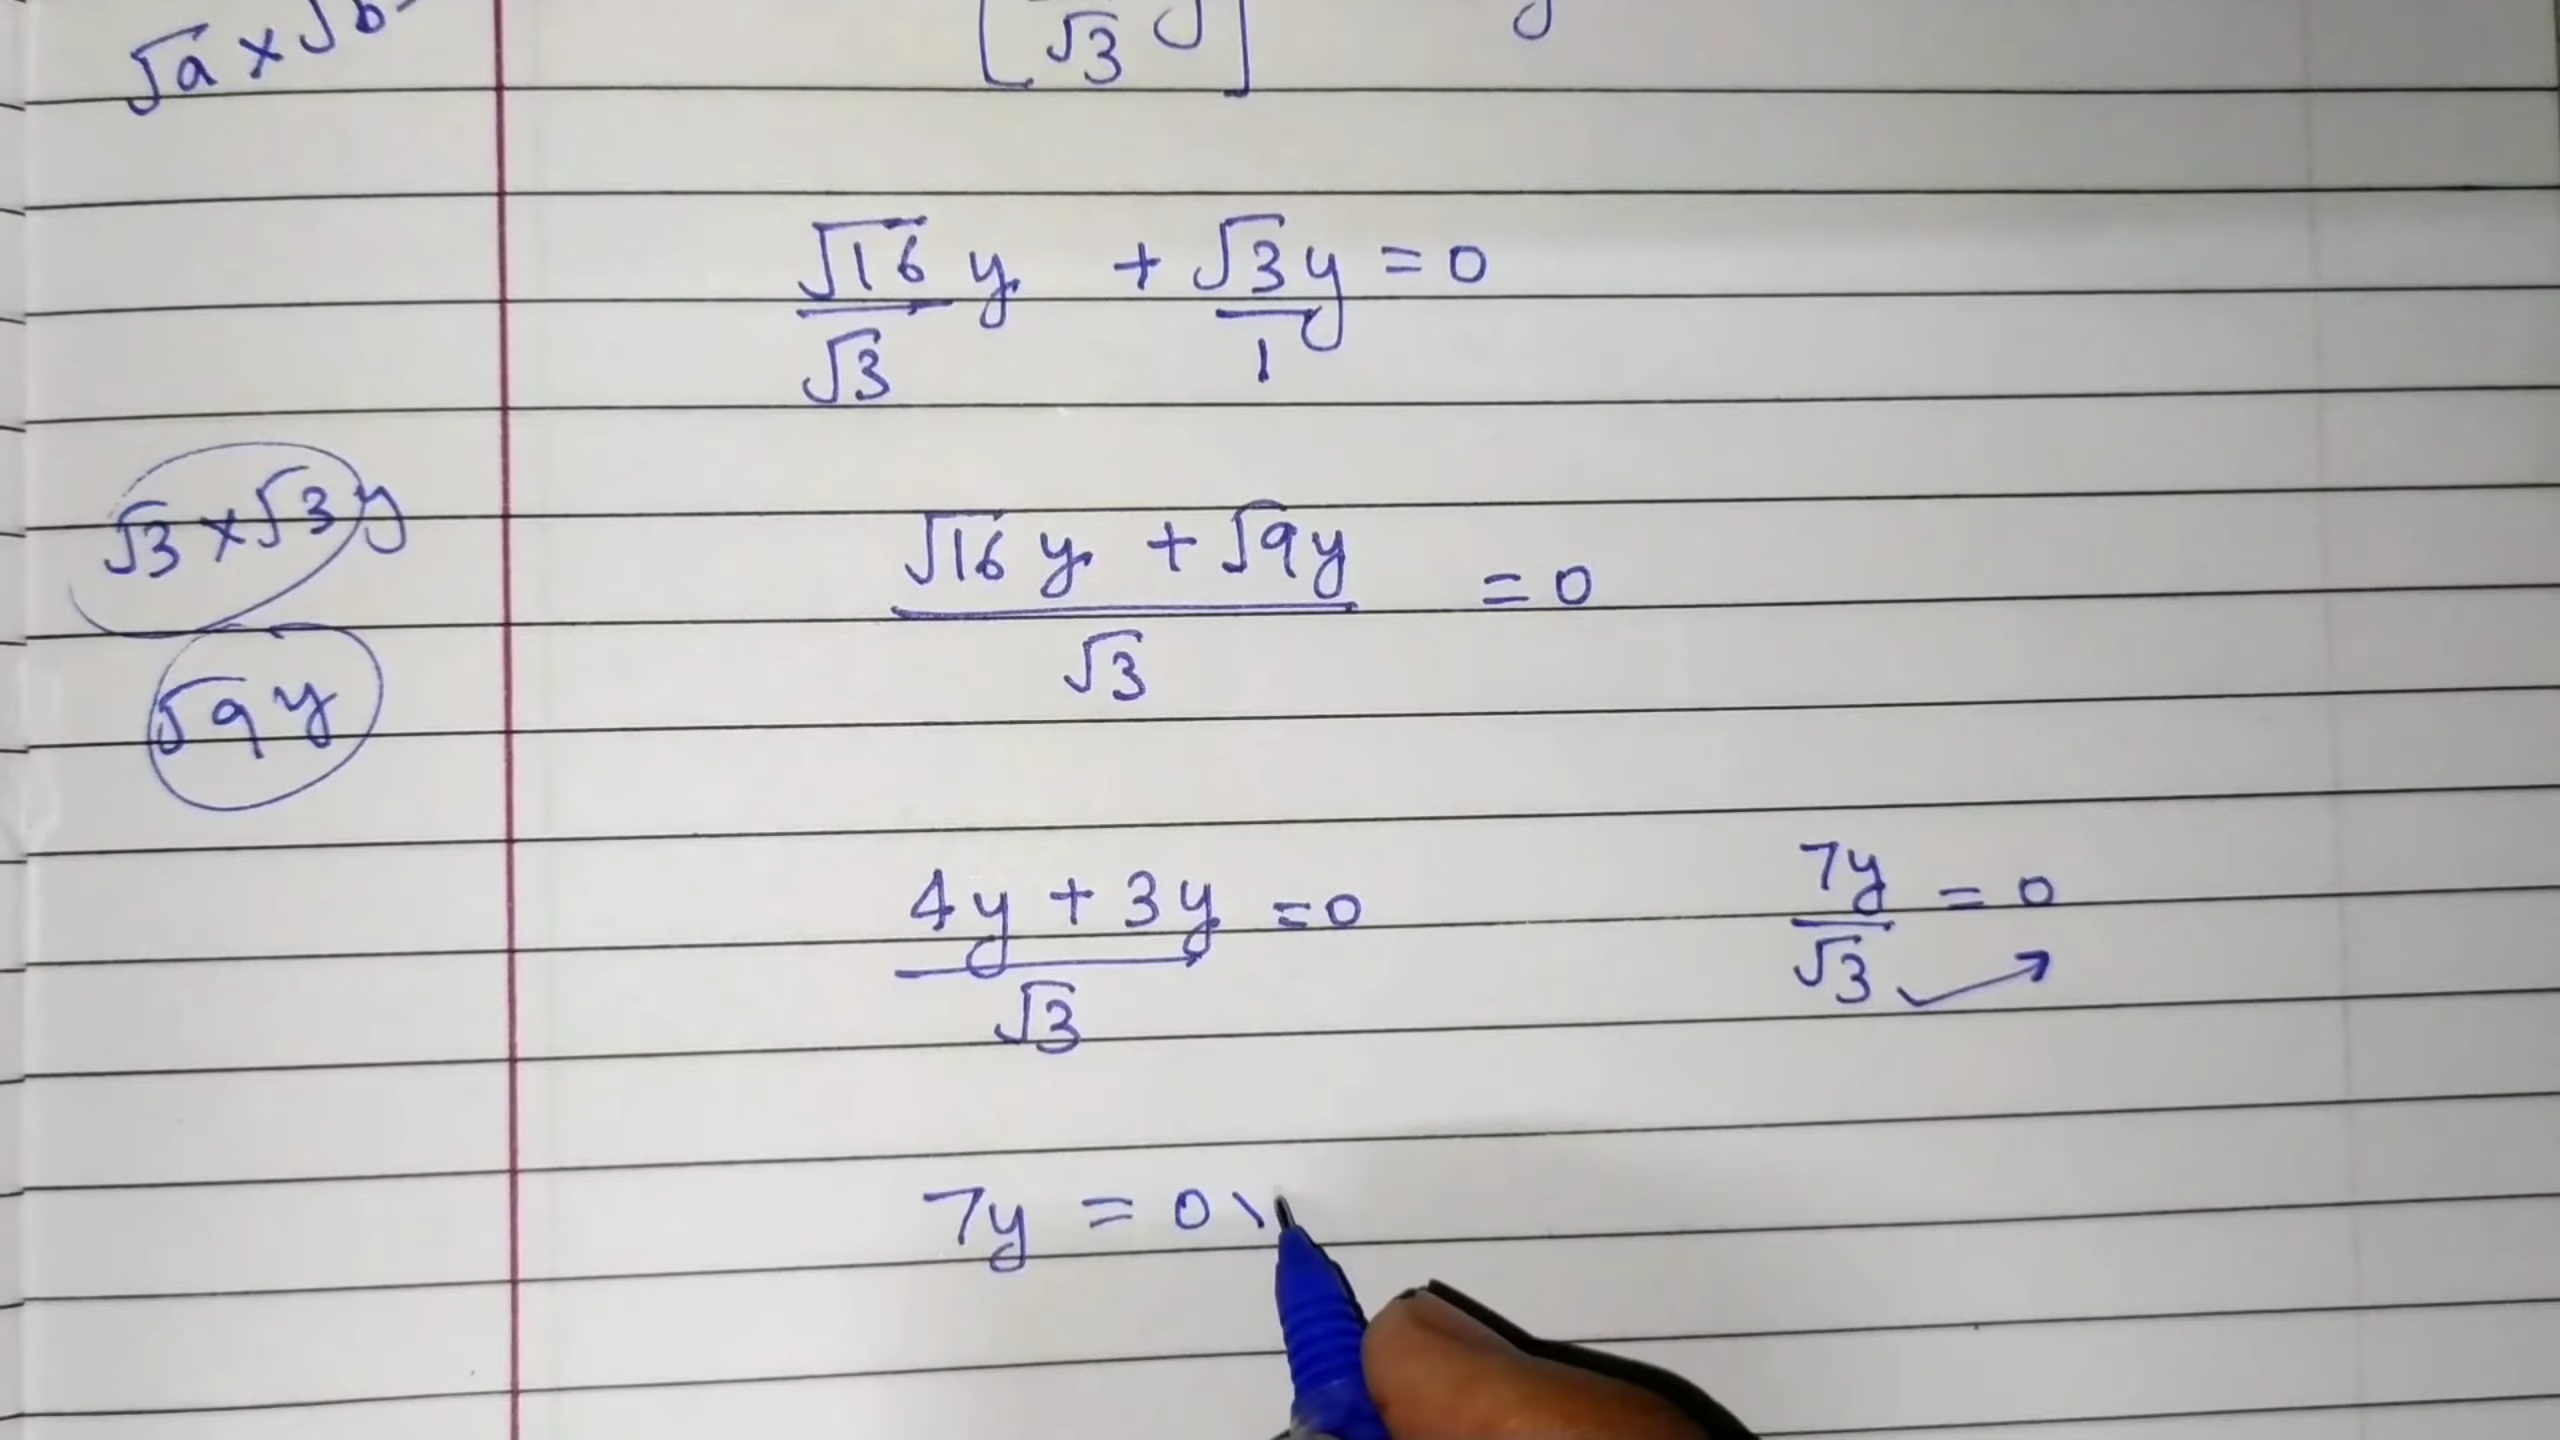 √a × √b
√3 y
√16/√3 y + √3y/1 = 0
√3 × √3 y
(√16 y + √9y)/√3 = 0
√9 y
(4y + 3y)/√3 = 0
7y/√3 = 0
7y = 0